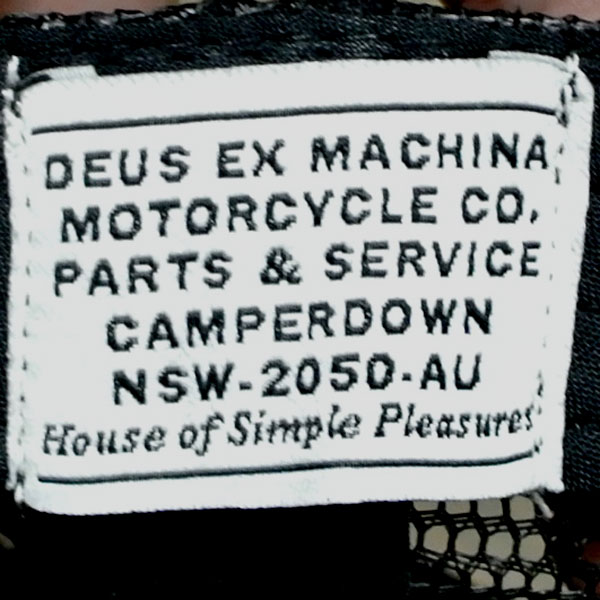 DEUS EX MACHINA
MOTORCYCLE CO.
PARTS & SERVICE
CAMPERDOWN
NSW-2050-AU
House of Simple Pleasures